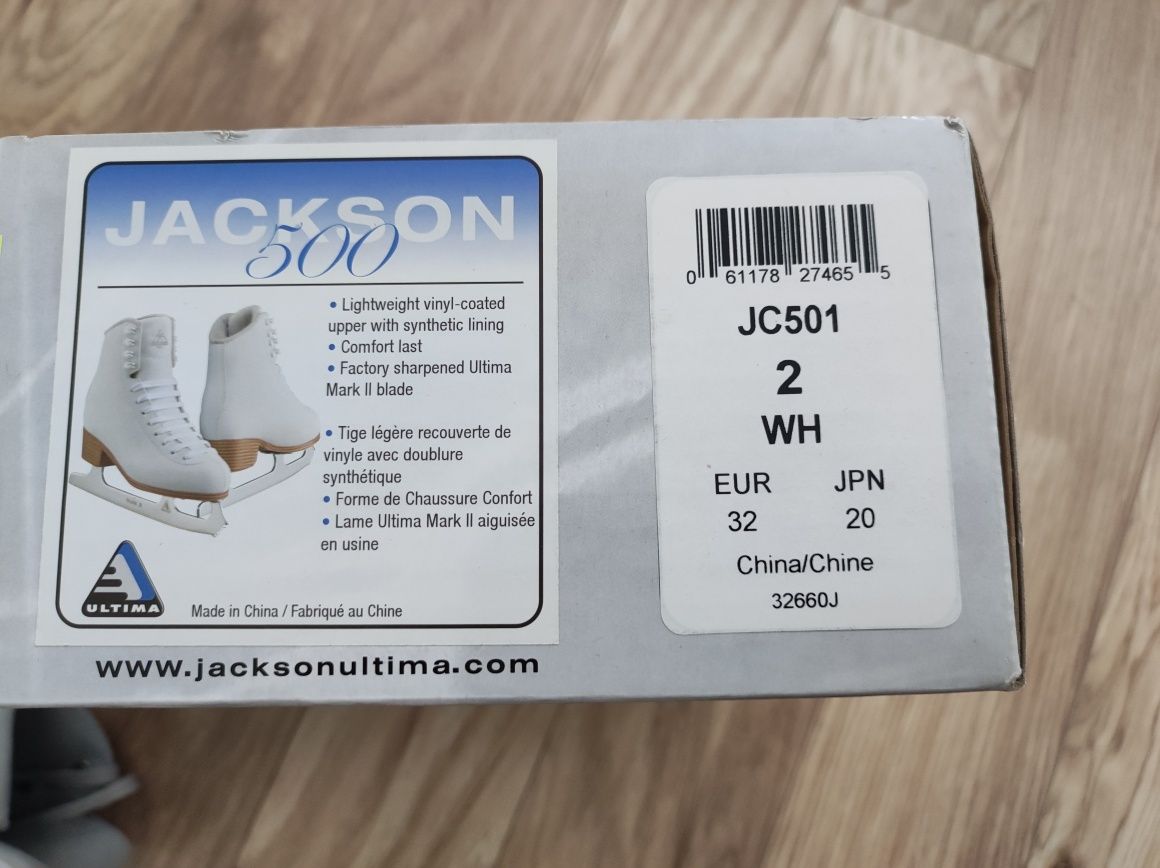 JACKSON
500
• Lightweight vinyl-coated
upper with synthetic lining
• Comfort last
• Factory sharpened Ultima
Mark II blade
• Tige légère recouverte de
vinyle avec doublure
synthétique
• Forme de Chaussure Confort
• Lame Ultima Mark II aiguisée
en usine
ULTIMA
Made in China / Fabriqué au Chine
www.jacksonultima.com
0 61178 27465 5
JC501
2
WH
EUR JPN
32 20
China/Chine
32660J